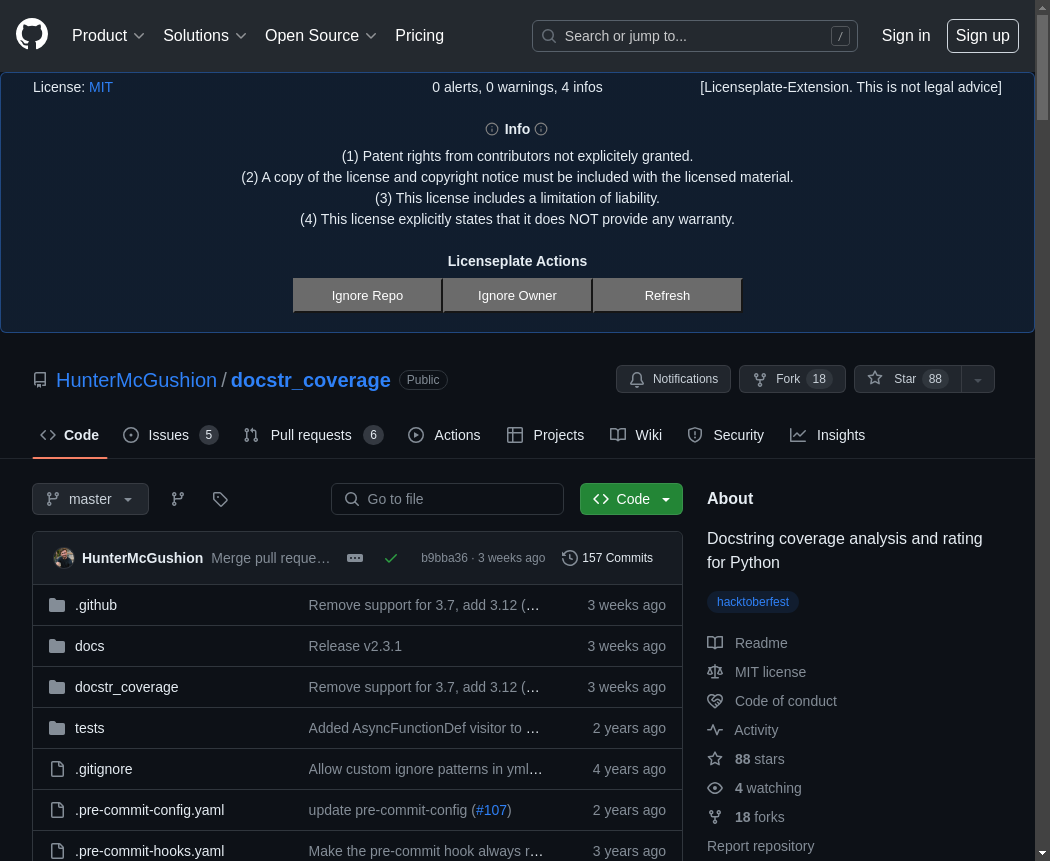 Product Solutions Open Source Pricing Search or jump to... / Sign in Sign up
License: MIT 0 alerts, 0 warnings, 4 infos [Licenseplate-Extension. This is not legal advice]
Info
(1) Patent rights from contributors not explicitely granted.
(2) A copy of the license and copyright notice must be included with the licensed material.
(3) This license includes a limitation of liability.
(4) This license explicitly states that it does NOT provide any warranty.
Licenseplate Actions
Ignore Repo Ignore Owner Refresh
HunterMcGushion / docstr_coverage Public Notifications Fork 18 Star 88
Code Issues 5 Pull requests 6 Actions Projects Wiki Security Insights
master Go to file Code
HunterMcGushion Merge pull reque… b9bba36 · 3 weeks ago 157 Commits
.github Remove support for 3.7, add 3.12 (… 3 weeks ago
docs Release v2.3.1 3 weeks ago
docstr_coverage Remove support for 3.7, add 3.12 (… 3 weeks ago
tests Added AsyncFunctionDef visitor to … 2 years ago
.gitignore Allow custom ignore patterns in yml… 4 years ago
.pre-commit-config.yaml update pre-commit-config (#107) 2 years ago
.pre-commit-hooks.yaml Make the pre-commit hook always r… 3 years ago
About
Docstring coverage analysis and rating
for Python
hacktoberfest
Readme
MIT license
Code of conduct
Activity
88 stars
4 watching
18 forks
Report repository